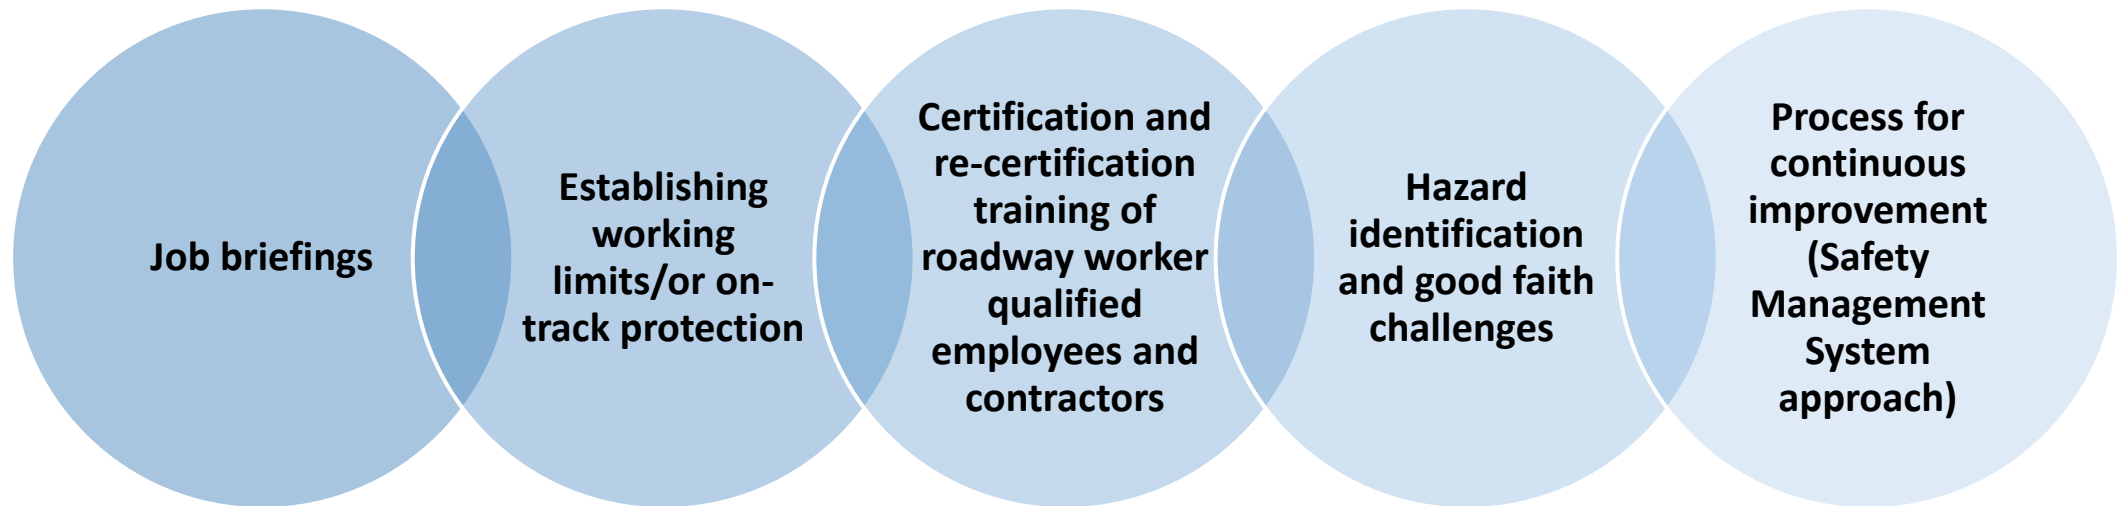 Job briefings
Establishing
working
limits/or on-
track protection
Certification and
re-certification
training of
roadway worker
qualified
employees and
contractors
Hazard
identification
and good faith
challenges
Process for
continuous
improvement
(Safety
Management
System
approach)